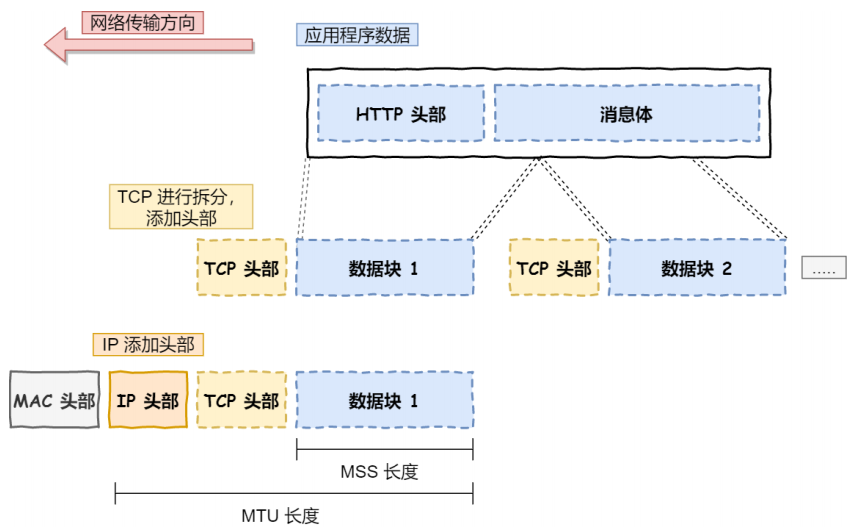 网络传输方向
应用程序数据
HTTP 头部
消息体
TCP 进行拆分，
添加头部
TCP 头部
数据块 1
TCP 头部
数据块 2
.....
IP 添加头部
MAC 头部
IP 头部
TCP 头部
数据块 1
MSS 长度
MTU 长度